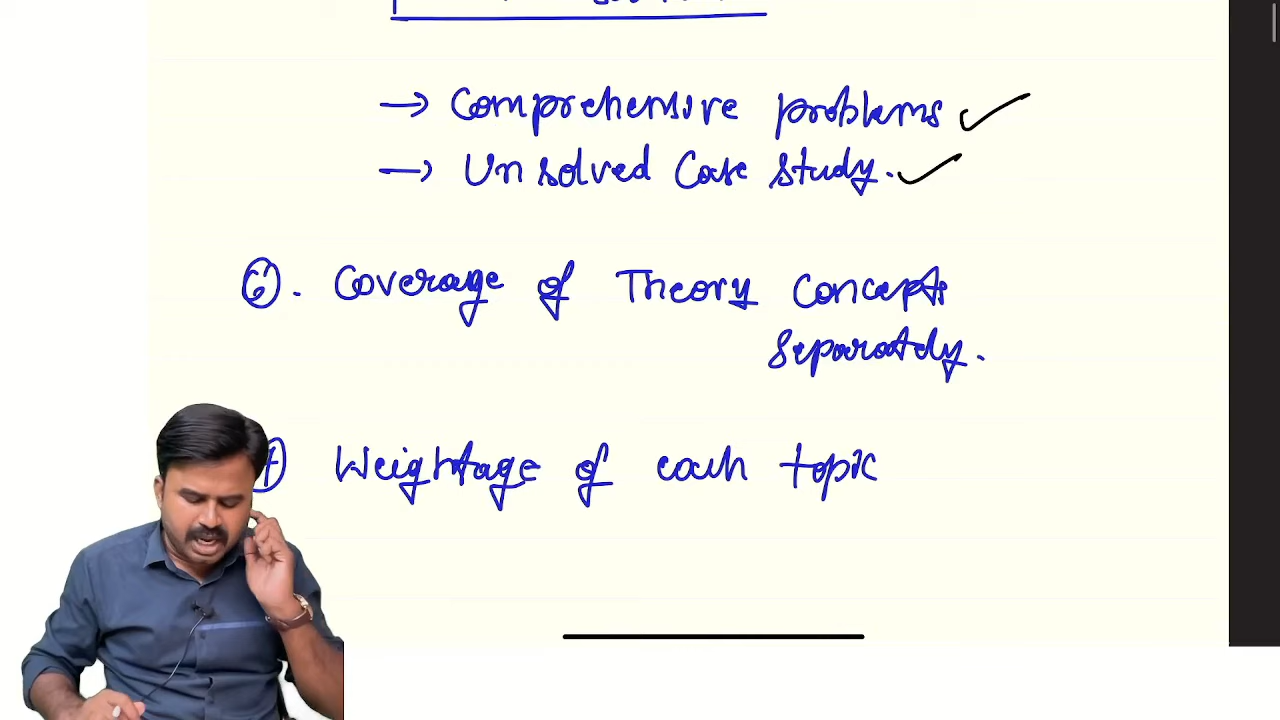 → Comprehensive problems ✓
→ Unsolved Case study. ✓
⑥. Coverage of Theory Concepts
separately.
Weightage of each topic